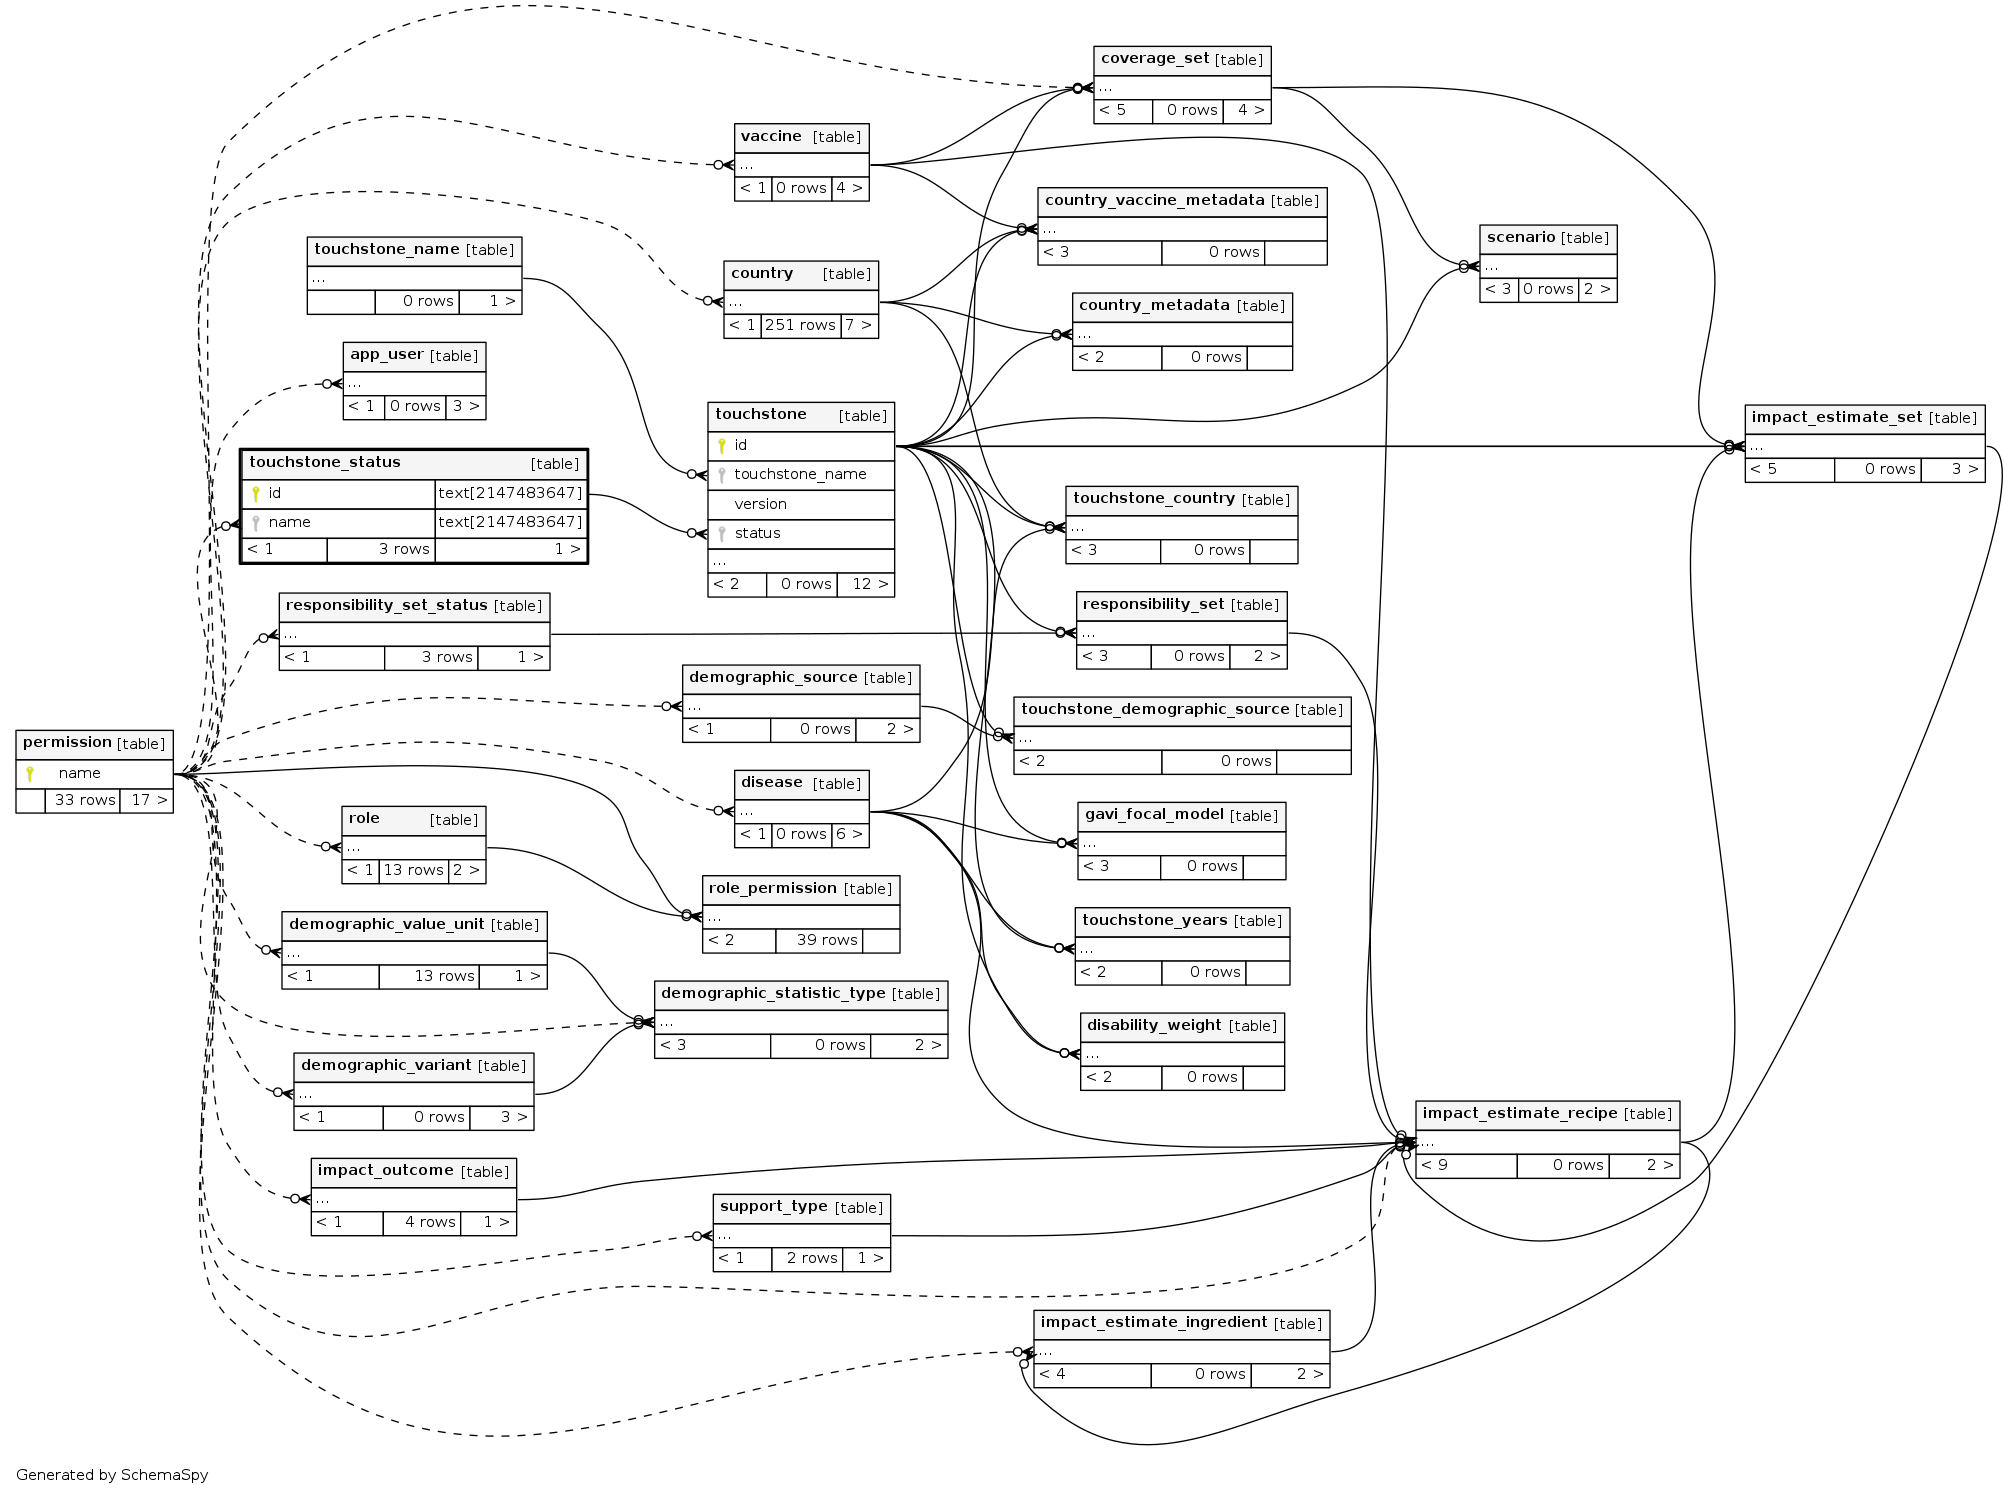 coverage_set [table]
...
< 5 0 rows 4 >
vaccine [table]
...
< 1 0 rows 4 >
country_vaccine_metadata [table]
...
< 3 0 rows
scenario [table]
...
< 3 0 rows 2 >
touchstone_name [table]
...
0 rows 1 >
country [table]
...
< 1 251 rows 7 >
country_metadata [table]
...
< 2 0 rows
app_user [table]
...
< 1 0 rows 3 >
touchstone [table]
id
touchstone_name
version
status
...
< 2 0 rows 12 >
impact_estimate_set [table]
...
< 5 0 rows 3 >
touchstone_status [table]
id text[2147483647]
name text[2147483647]
< 1 3 rows 1 >
touchstone_country [table]
...
< 3 0 rows
responsibility_set_status [table]
...
< 1 3 rows 1 >
responsibility_set [table]
...
< 3 0 rows 2 >
demographic_source [table]
...
< 1 0 rows 2 >
touchstone_demographic_source [table]
...
< 2 0 rows
permission [table]
name
33 rows 17 >
disease [table]
...
< 1 0 rows 6 >
gavi_focal_model [table]
...
< 3 0 rows
role [table]
...
< 1 13 rows 2 >
role_permission [table]
...
< 2 39 rows
touchstone_years [table]
...
< 2 0 rows
demographic_value_unit [table]
...
< 1 13 rows 1 >
demographic_statistic_type [table]
...
< 3 0 rows 2 >
disability_weight [table]
...
< 2 0 rows
demographic_variant [table]
...
< 1 0 rows 3 >
impact_estimate_recipe [table]
...
< 9 0 rows 2 >
impact_outcome [table]
...
< 1 4 rows 1 >
support_type [table]
...
< 1 2 rows 1 >
impact_estimate_ingredient [table]
...
< 4 0 rows 2 >
Generated by SchemaSpy